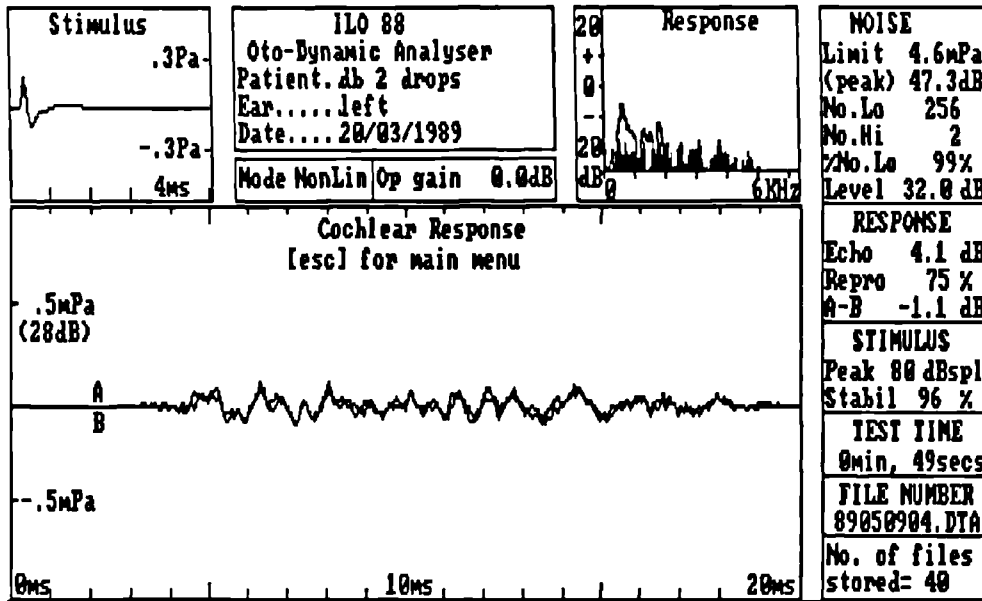 Stimulus
.3Pa
-.3Pa
4ms
ILO 88
Oto-Dynamic Analyser
Patient.db 2 drops
Ear.....left
Date....20/03/1989
Mode NonLin Op gain 0.0dB
Response
20
+
0
-
20
dB
0 6KHz
NOISE
Limit 4.6mPa
(peak) 47.3dB
No.Lo 256
No.Hi 2
%No.Lo 99%
Level 32.0 dB
RESPONSE
Echo 4.1 dB
Repro 75 %
A-B -1.1 dB
STIMULUS
Peak 80 dBspl
Stabil 96 %
TEST TIME
0min, 49secs
FILE NUMBER
89050904.DTA
No. of files
stored= 40
Cochlear Response
[esc] for main menu
.5mPa
(28dB)
A
B
-.5mPa
0ms 10ms 20ms